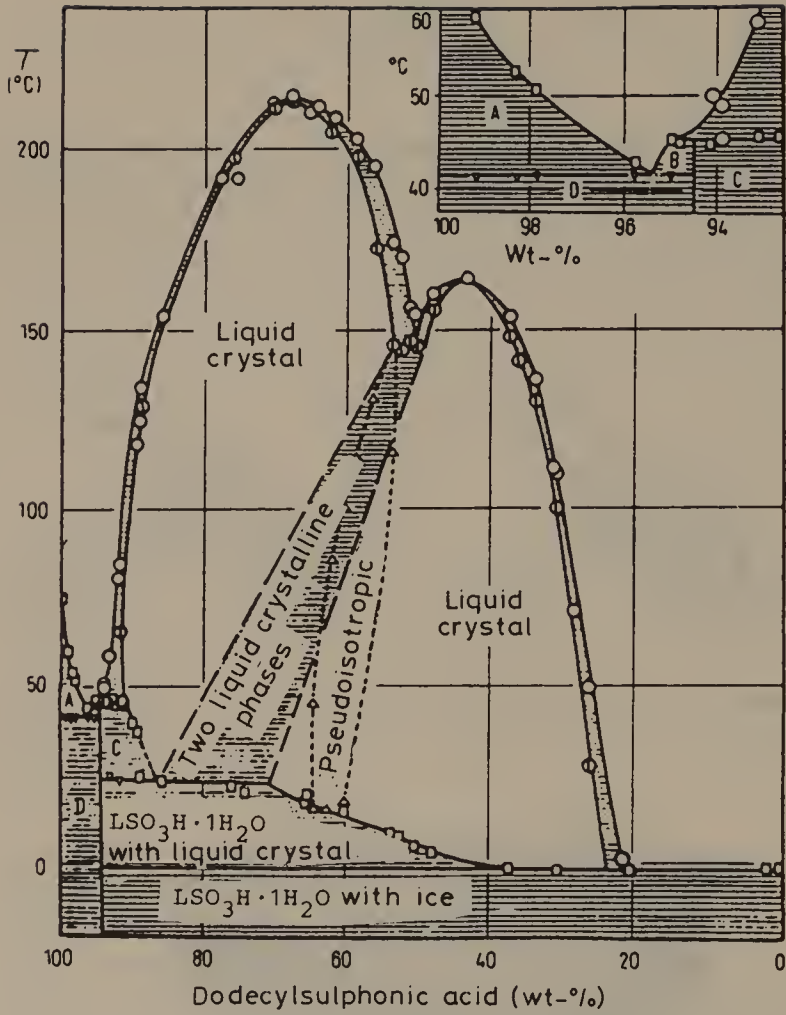 T
(°C)
200
150
100
50
0
100
80
60
40
20
0
Dodecylsulphonic acid (wt-%)
Liquid
crystal
Two liquid crystalline
phases
Pseudoisotropic
Liquid
crystal
A
C
D
LSO₃H·1H₂O
with liquid crystal
LSO₃H·1H₂O with ice
60
°C
50
40
100
98
96
94
Wt-%
A
B
C
D